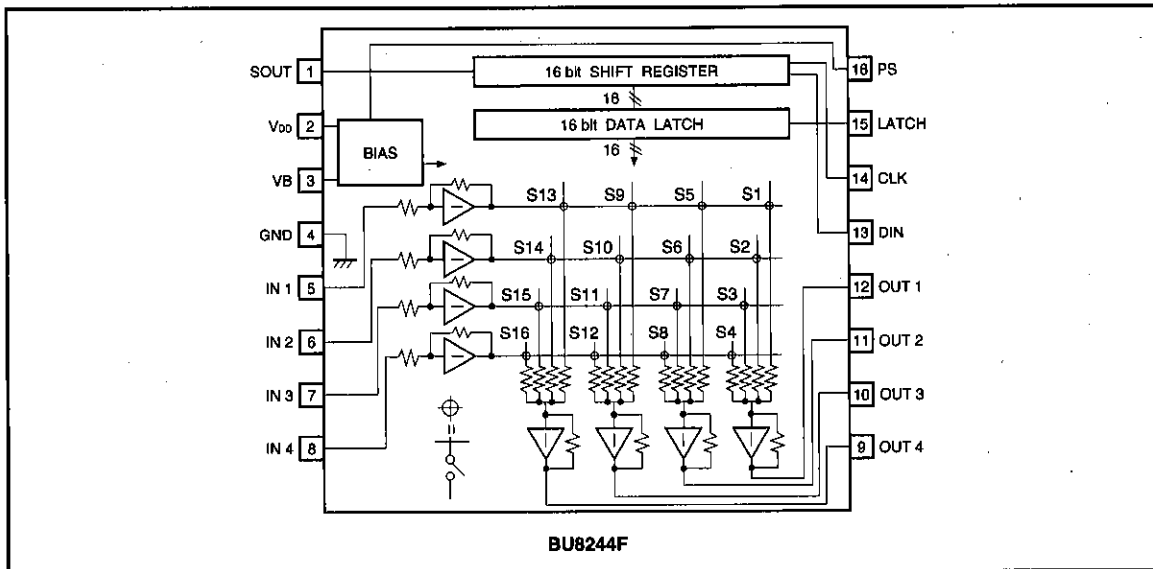 SOUT 1
16 bit SHIFT REGISTER
16 PS
16
VDD 2
16 bit DATA LATCH
15 LATCH
BIAS
16
VB 3
14 CLK
S13 S9 S5 S1
GND 4
13 DIN
S14 S10 S6 S2
IN 1 5
12 OUT 1
S15 S11 S7 S3
IN 2 6
S16 S12 S8 S4
11 OUT 2
IN 3 7
10 OUT 3
IN 4 8
9 OUT 4
BU8244F